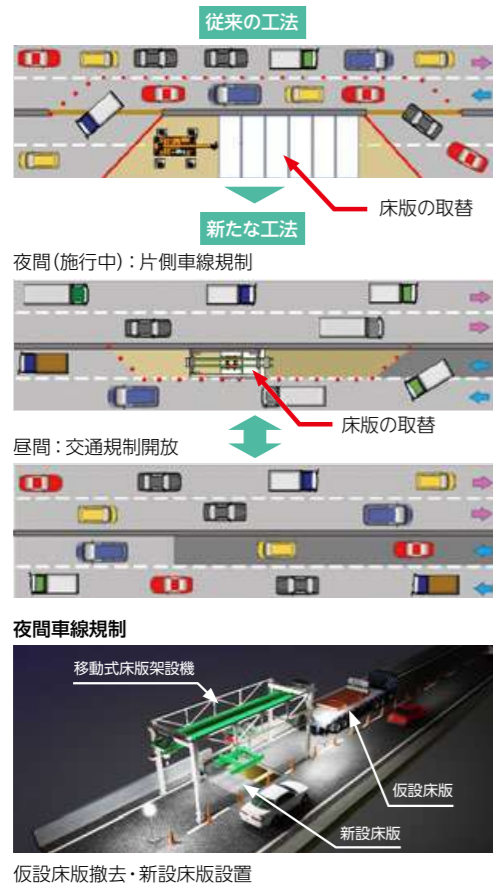 従来の工法
床版の取替
新たな工法
夜間(施行中):片側車線規制
床版の取替
昼間:交通規制開放
夜間車線規制
移動式床版架設機
仮設床版
新設床版
仮設床版撤去・新設床版設置